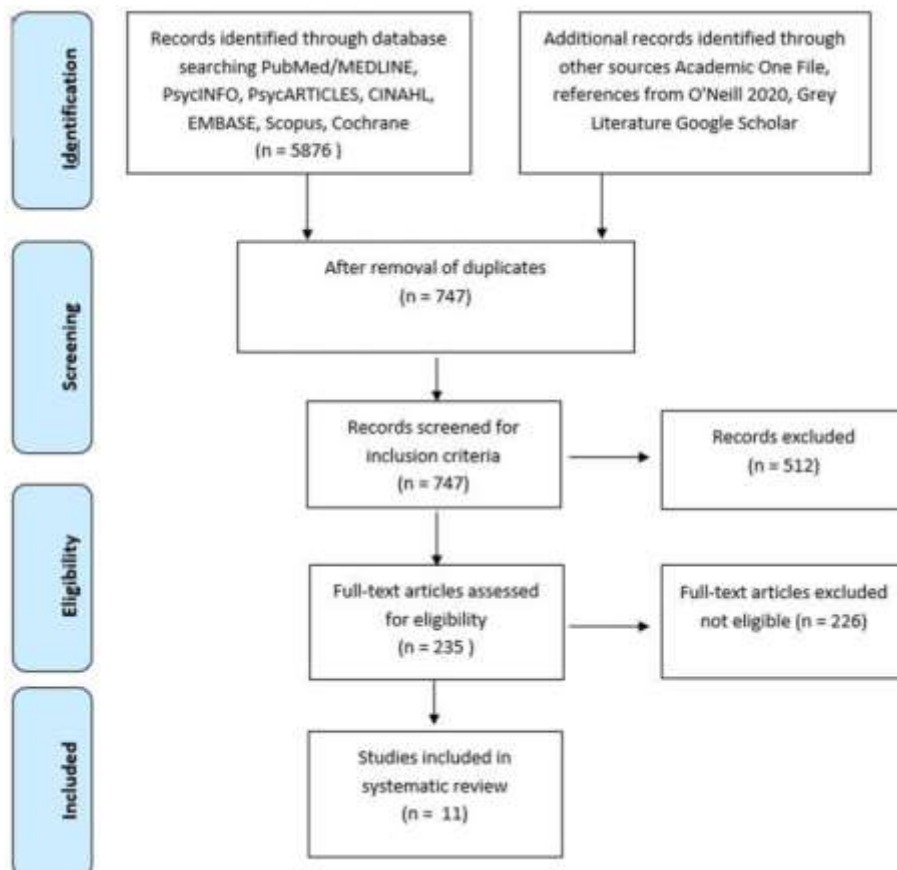 Identification
Records identified through database
searching PubMed/MEDLINE,
PsycINFO, PsycARTICLES, CINAHL,
EMBASE, Scopus, Cochrane
(n = 5876 )
Additional records identified through
other sources Academic One File,
references from O'Neill 2020, Grey
Literature Google Scholar
Screening
After removal of duplicates
(n = 747)
Records screened for
inclusion criteria
(n = 747)
Records excluded
(n = 512)
Eligibility
Full-text articles assessed
for eligibility
(n = 235 )
Full-text articles excluded
not eligible (n = 226)
Included
Studies included in
systematic review
(n = 11)